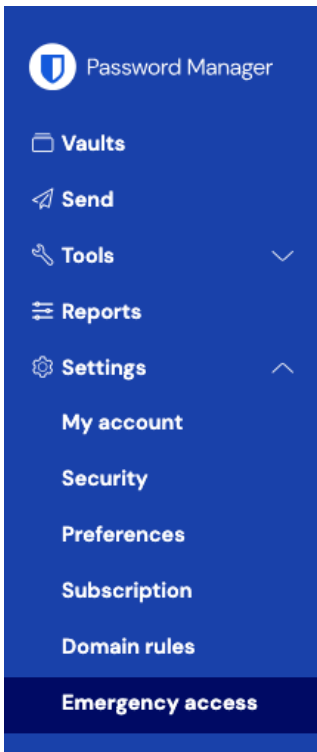 Password Manager
Vaults
Send
Tools
Reports
Settings
My account
Security
Preferences
Subscription
Domain rules
Emergency access